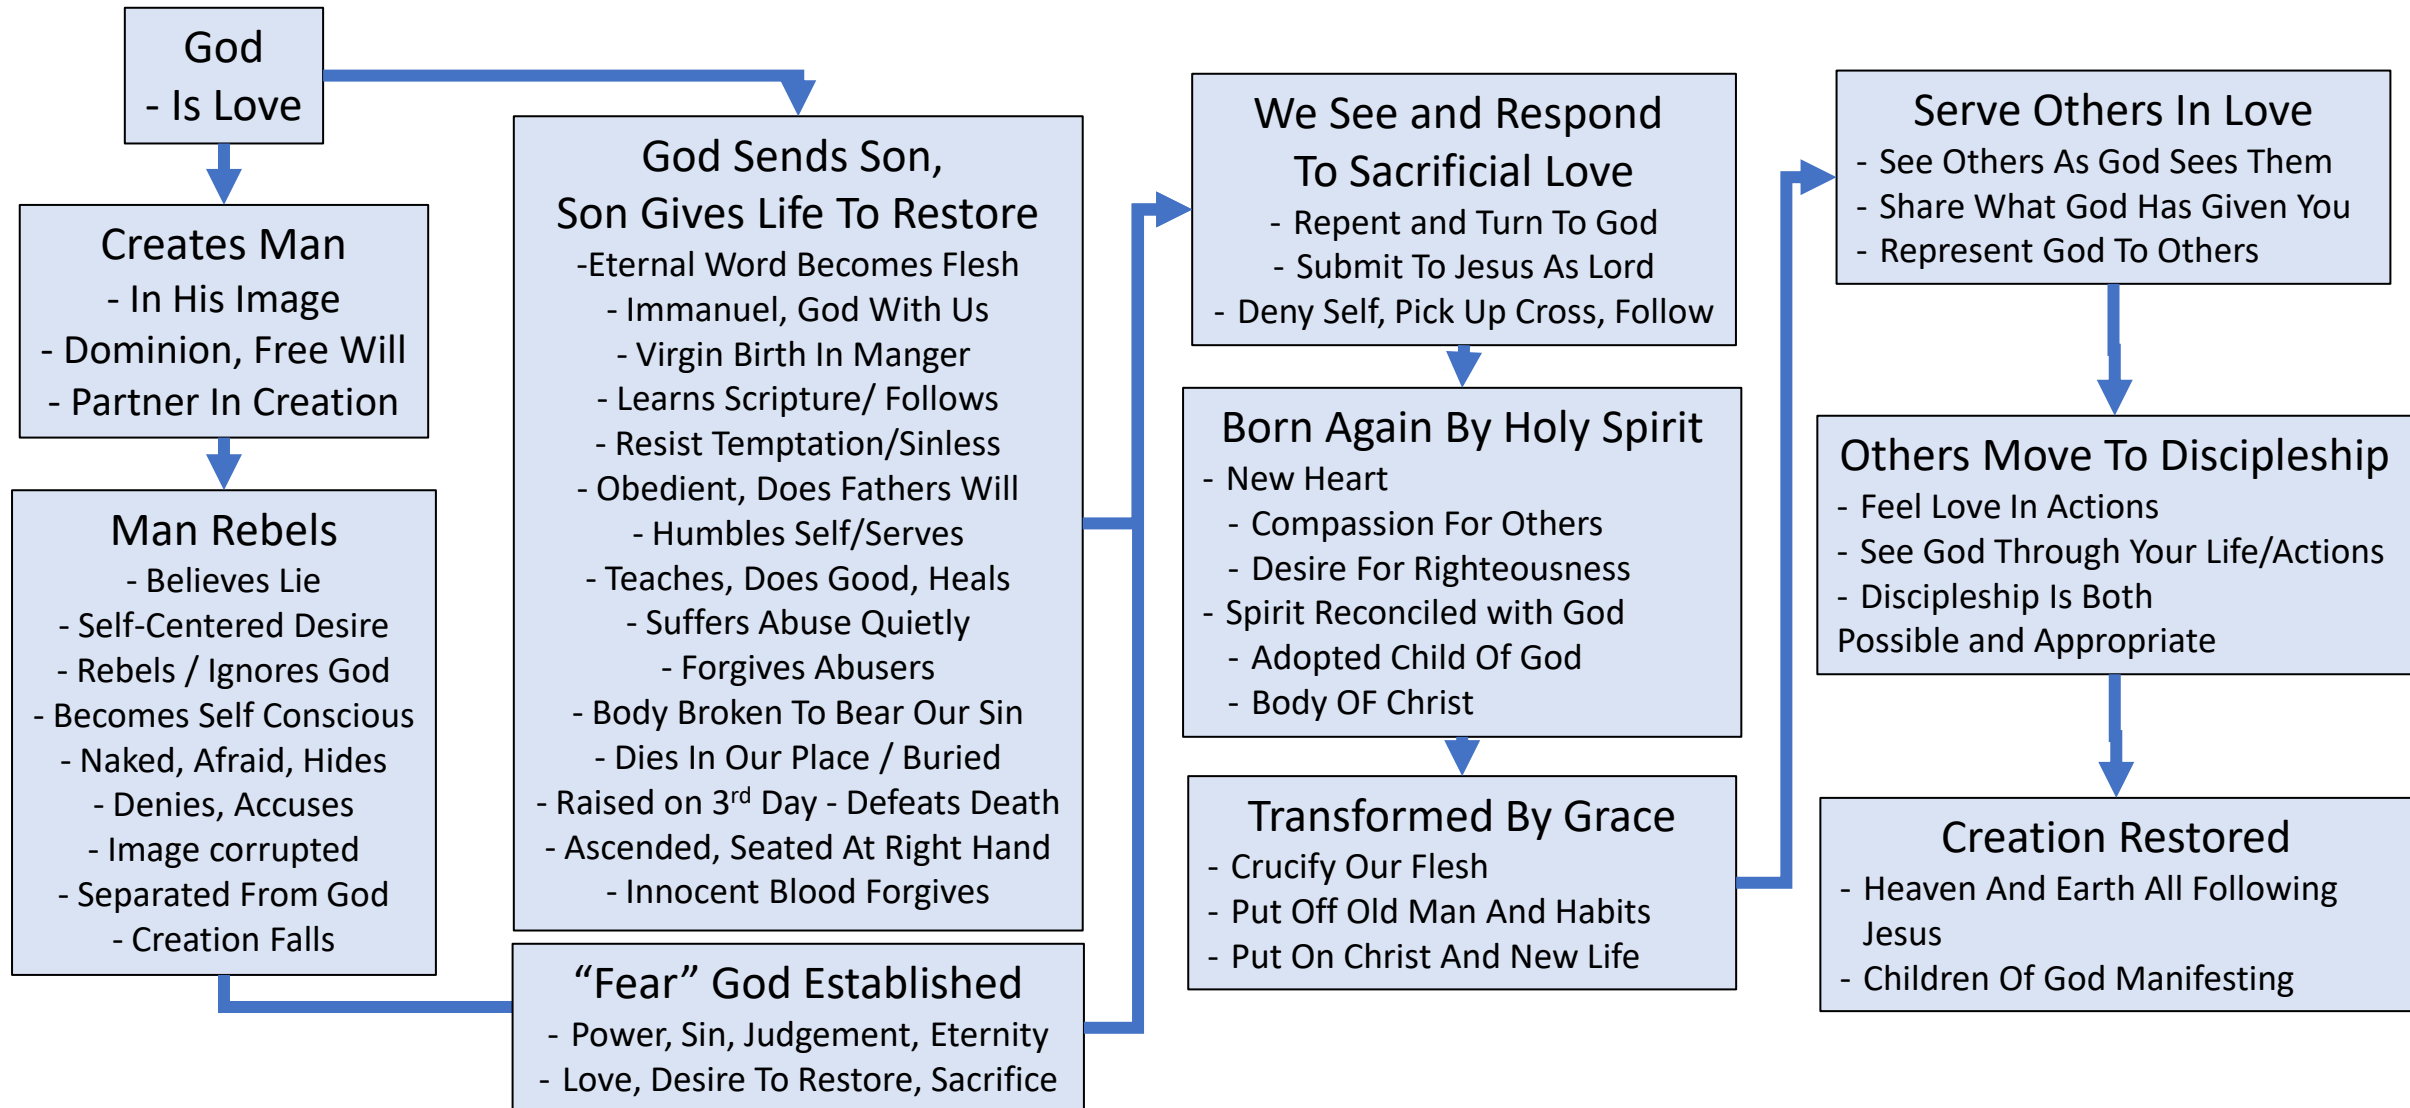 God
- Is Love
Creates Man
- In His Image
- Dominion, Free Will
- Partner In Creation
Man Rebels
- Believes Lie
- Self-Centered Desire
- Rebels / Ignores God
- Becomes Self Conscious
- Naked, Afraid, Hides
- Denies, Accuses
- Image corrupted
- Separated From God
- Creation Falls
God Sends Son,
Son Gives Life To Restore
-Eternal Word Becomes Flesh
- Immanuel, God With Us
- Virgin Birth In Manger
- Learns Scripture/ Follows
- Resist Temptation/Sinless
- Obedient, Does Fathers Will
- Humbles Self/Serves
- Teaches, Does Good, Heals
- Suffers Abuse Quietly
- Forgives Abusers
- Body Broken To Bear Our Sin
- Dies In Our Place / Buried
- Raised on 3rd Day - Defeats Death
- Ascended, Seated At Right Hand
- Innocent Blood Forgives
“Fear” God Established
- Power, Sin, Judgement, Eternity
- Love, Desire To Restore, Sacrifice
We See and Respond
To Sacrificial Love
- Repent and Turn To God
- Submit To Jesus As Lord
- Deny Self, Pick Up Cross, Follow
Born Again By Holy Spirit
- New Heart
- Compassion For Others
- Desire For Righteousness
- Spirit Reconciled with God
- Adopted Child Of God
- Body OF Christ
Transformed By Grace
- Crucify Our Flesh
- Put Off Old Man And Habits
- Put On Christ And New Life
Serve Others In Love
- See Others As God Sees Them
- Share What God Has Given You
- Represent God To Others
Others Move To Discipleship
- Feel Love In Actions
- See God Through Your Life/Actions
- Discipleship Is Both
Possible and Appropriate
Creation Restored
- Heaven And Earth All Following
Jesus
- Children Of God Manifesting